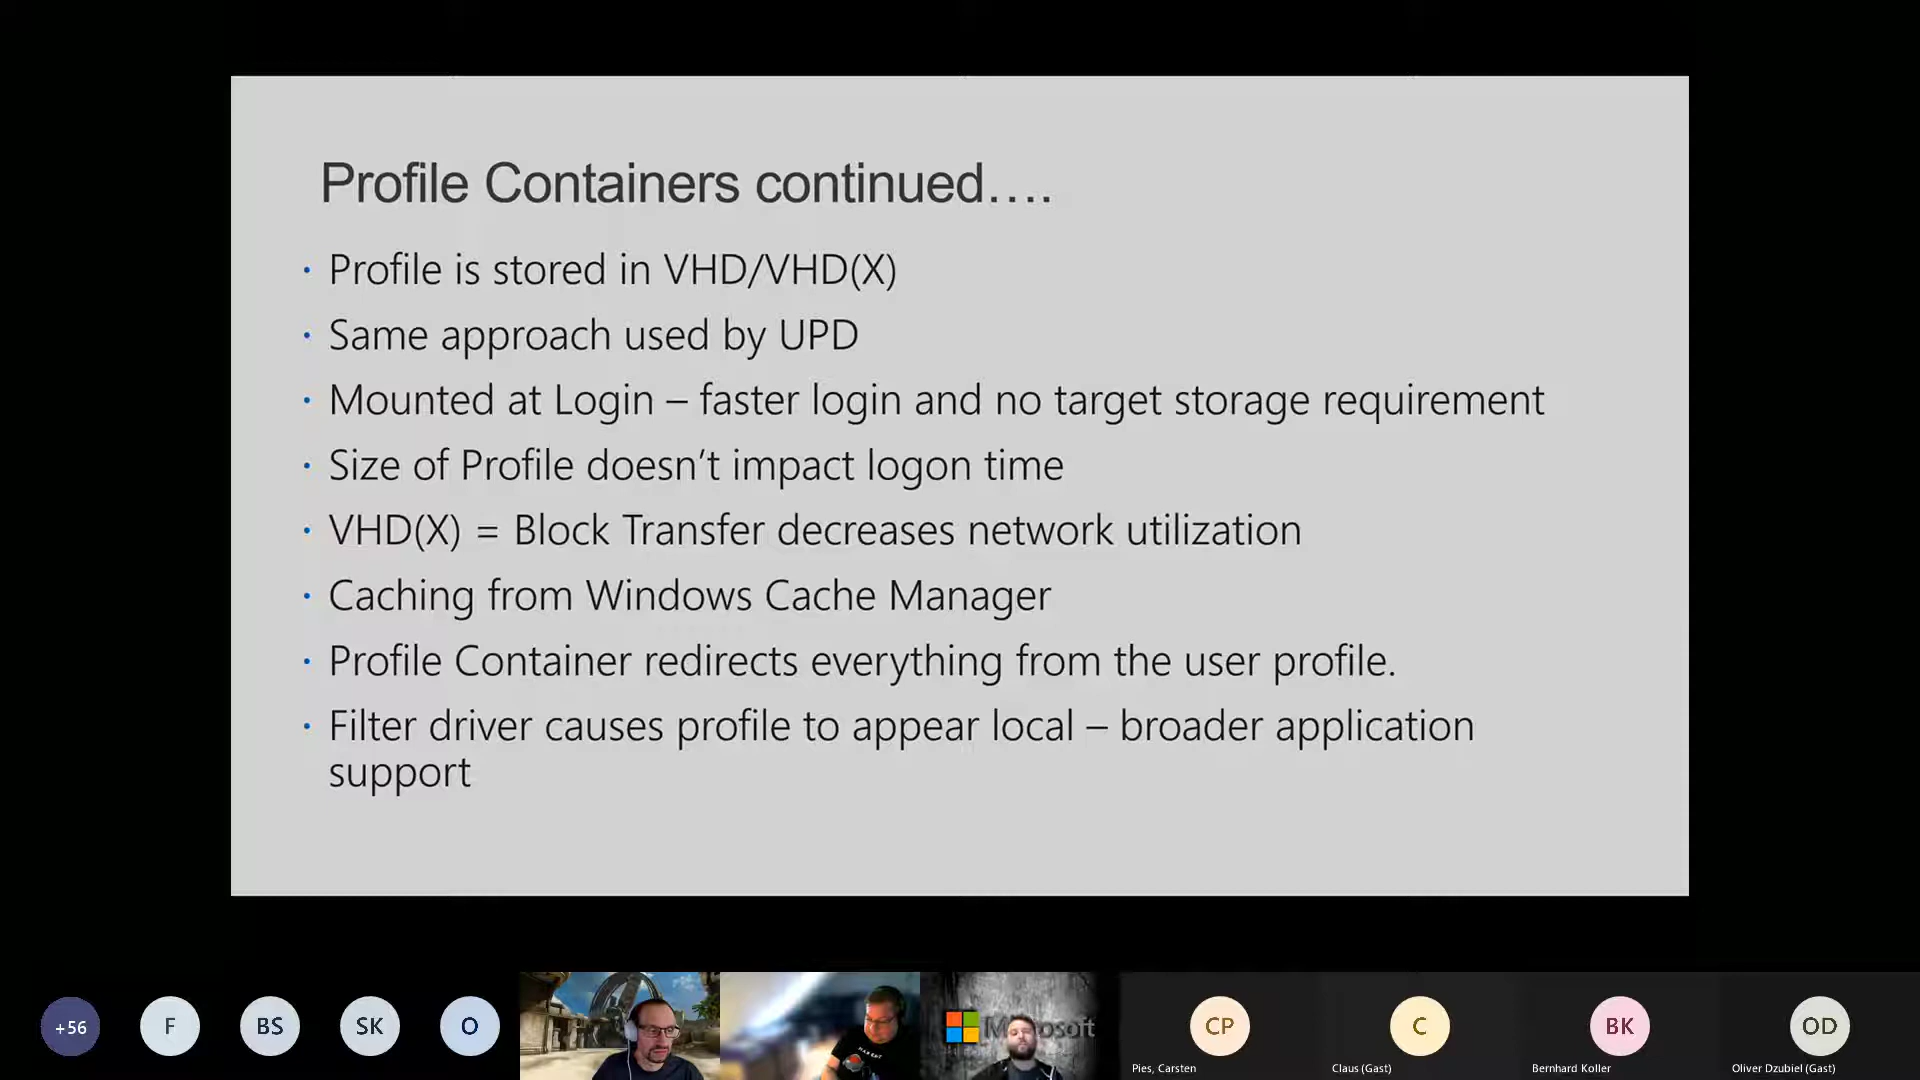 Profile Containers continued….
• Profile is stored in VHD/VHD(X)
• Same approach used by UPD
• Mounted at Login – faster login and no target storage requirement
• Size of Profile doesn't impact logon time
• VHD(X) = Block Transfer decreases network utilization
• Caching from Windows Cache Manager
• Profile Container redirects everything from the user profile.
• Filter driver causes profile to appear local – broader application
support
+56
F
BS
SK
O
Microsoft
CP
C
BK
OD
Pies, Carsten
Claus (Gast)
Bernhard Koller
Oliver Dzubiel (Gast)